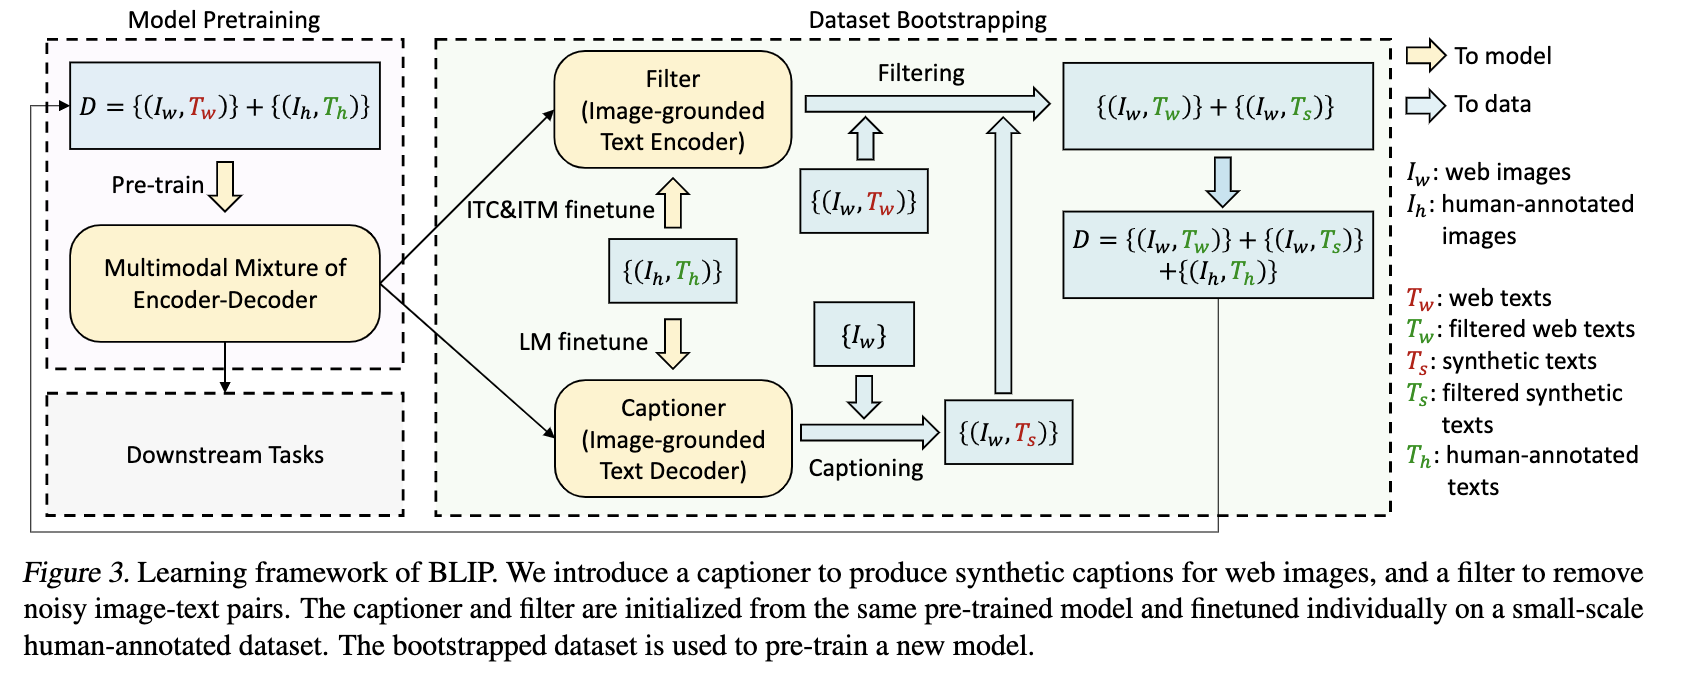 Model Pretraining
D = {(I_w, T_w)} + {(I_h, T_h)}
Pre-train
Multimodal Mixture of
Encoder-Decoder
Downstream Tasks
Dataset Bootstrapping
Filter
(Image-grounded
Text Encoder)
ITC&ITM finetune
{(I_h, T_h)}
LM finetune
Captioner
(Image-grounded
Text Decoder)
Filtering
{(I_w, T_w)}
{I_w}
Captioning
{(I_w, T_s)}
{(I_w, T_w)} + {(I_w, T_s)}
D = {(I_w, T_w)} + {(I_w, T_s)}
+{(I_h, T_h)}
To model
To data
I_w: web images
I_h: human-annotated
images
T_w: web texts
T_w: filtered web texts
T_s: synthetic texts
T_s: filtered synthetic
texts
T_h: human-annotated
texts
Figure 3. Learning framework of BLIP. We introduce a captioner to produce synthetic captions for web images, and a filter to remove
noisy image-text pairs. The captioner and filter are initialized from the same pre-trained model and finetuned individually on a small-scale
human-annotated dataset. The bootstrapped dataset is used to pre-train a new model.